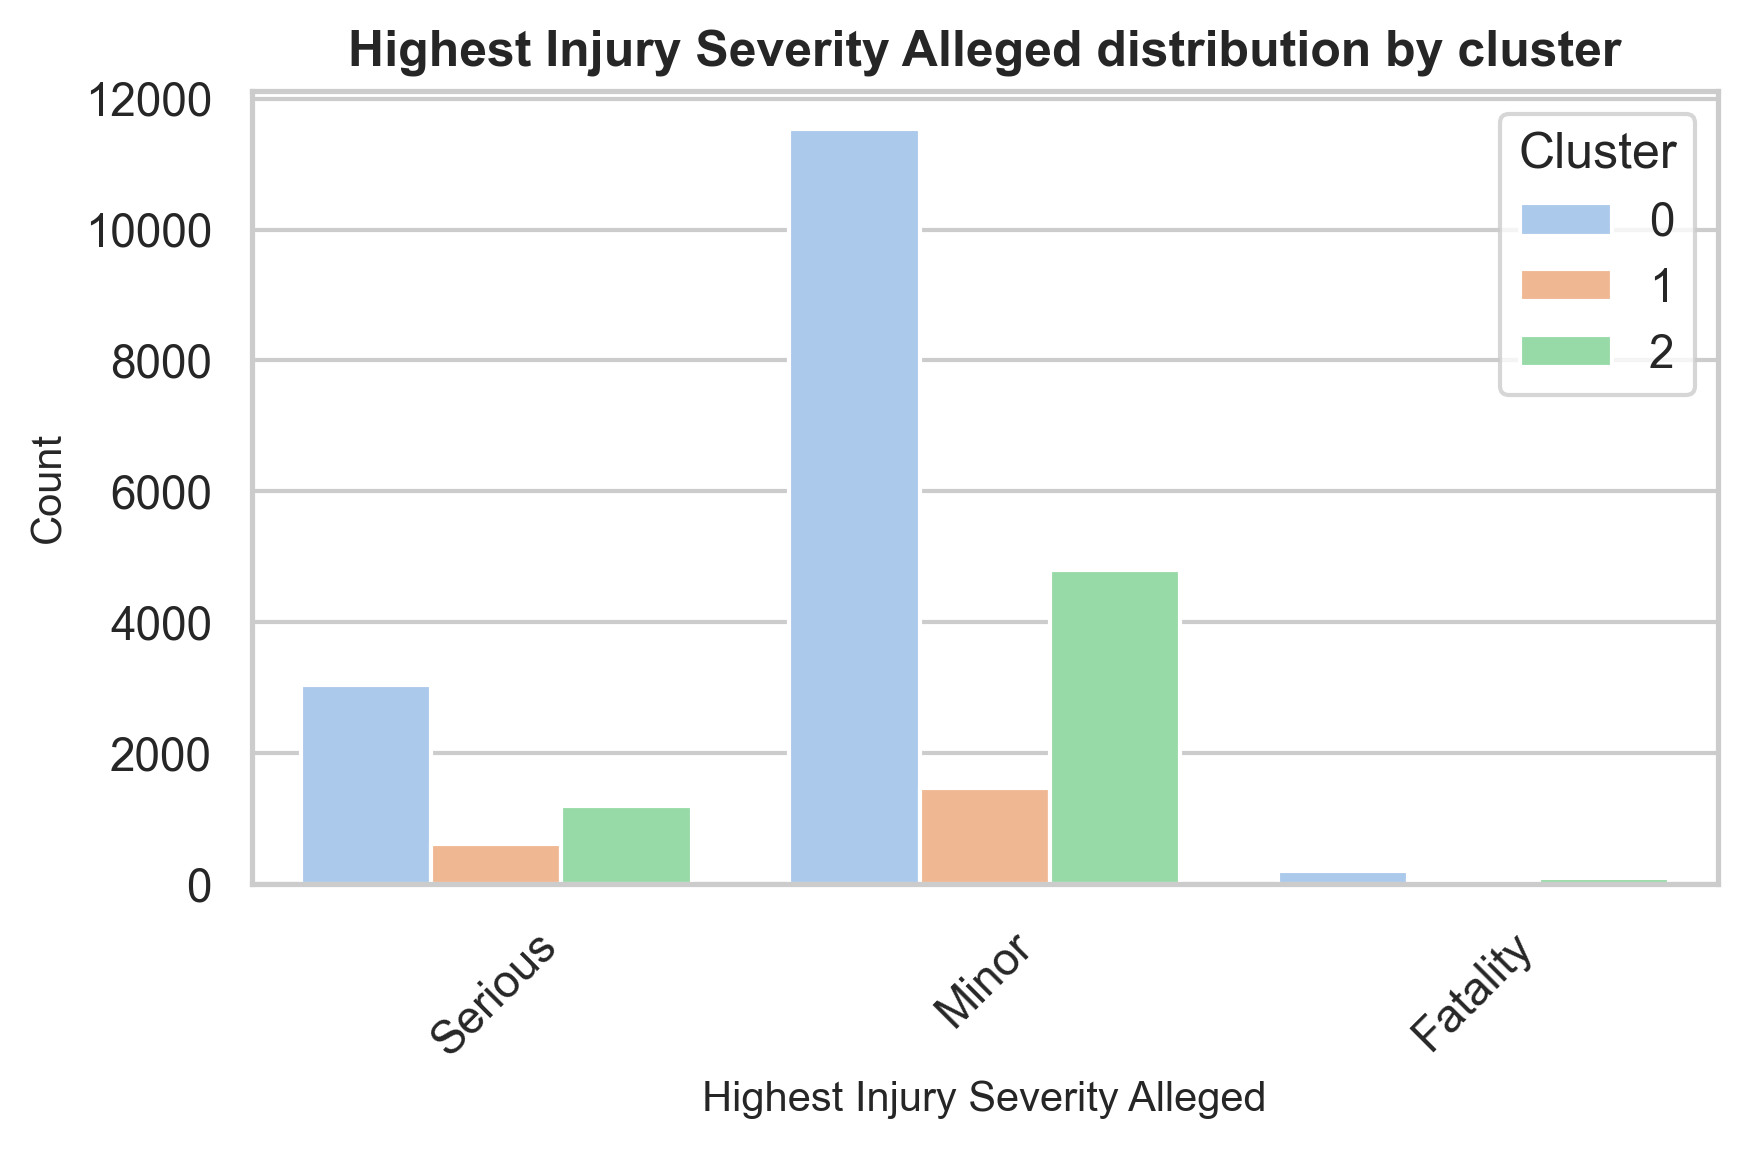 Highest Injury Severity Alleged distribution by cluster
12000
10000
8000
6000
4000
2000
0
Count
Cluster
0
1
2
Serious
Minor
Fatality
Highest Injury Severity Alleged